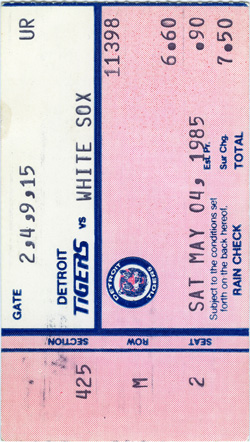 UR
GATE 2,4,9,15
DETROIT
TIGERS vs WHITE SOX
11398
DETROIT
TIGERS
6.60
Est. Pr.
.90
Sur Chg.
7.50
TOTAL
SAT MAY 04, 1985
Subject to the conditions set
forth on the back hereof.
RAIN CHECK
SECTION
425
ROW
M
SEAT
2